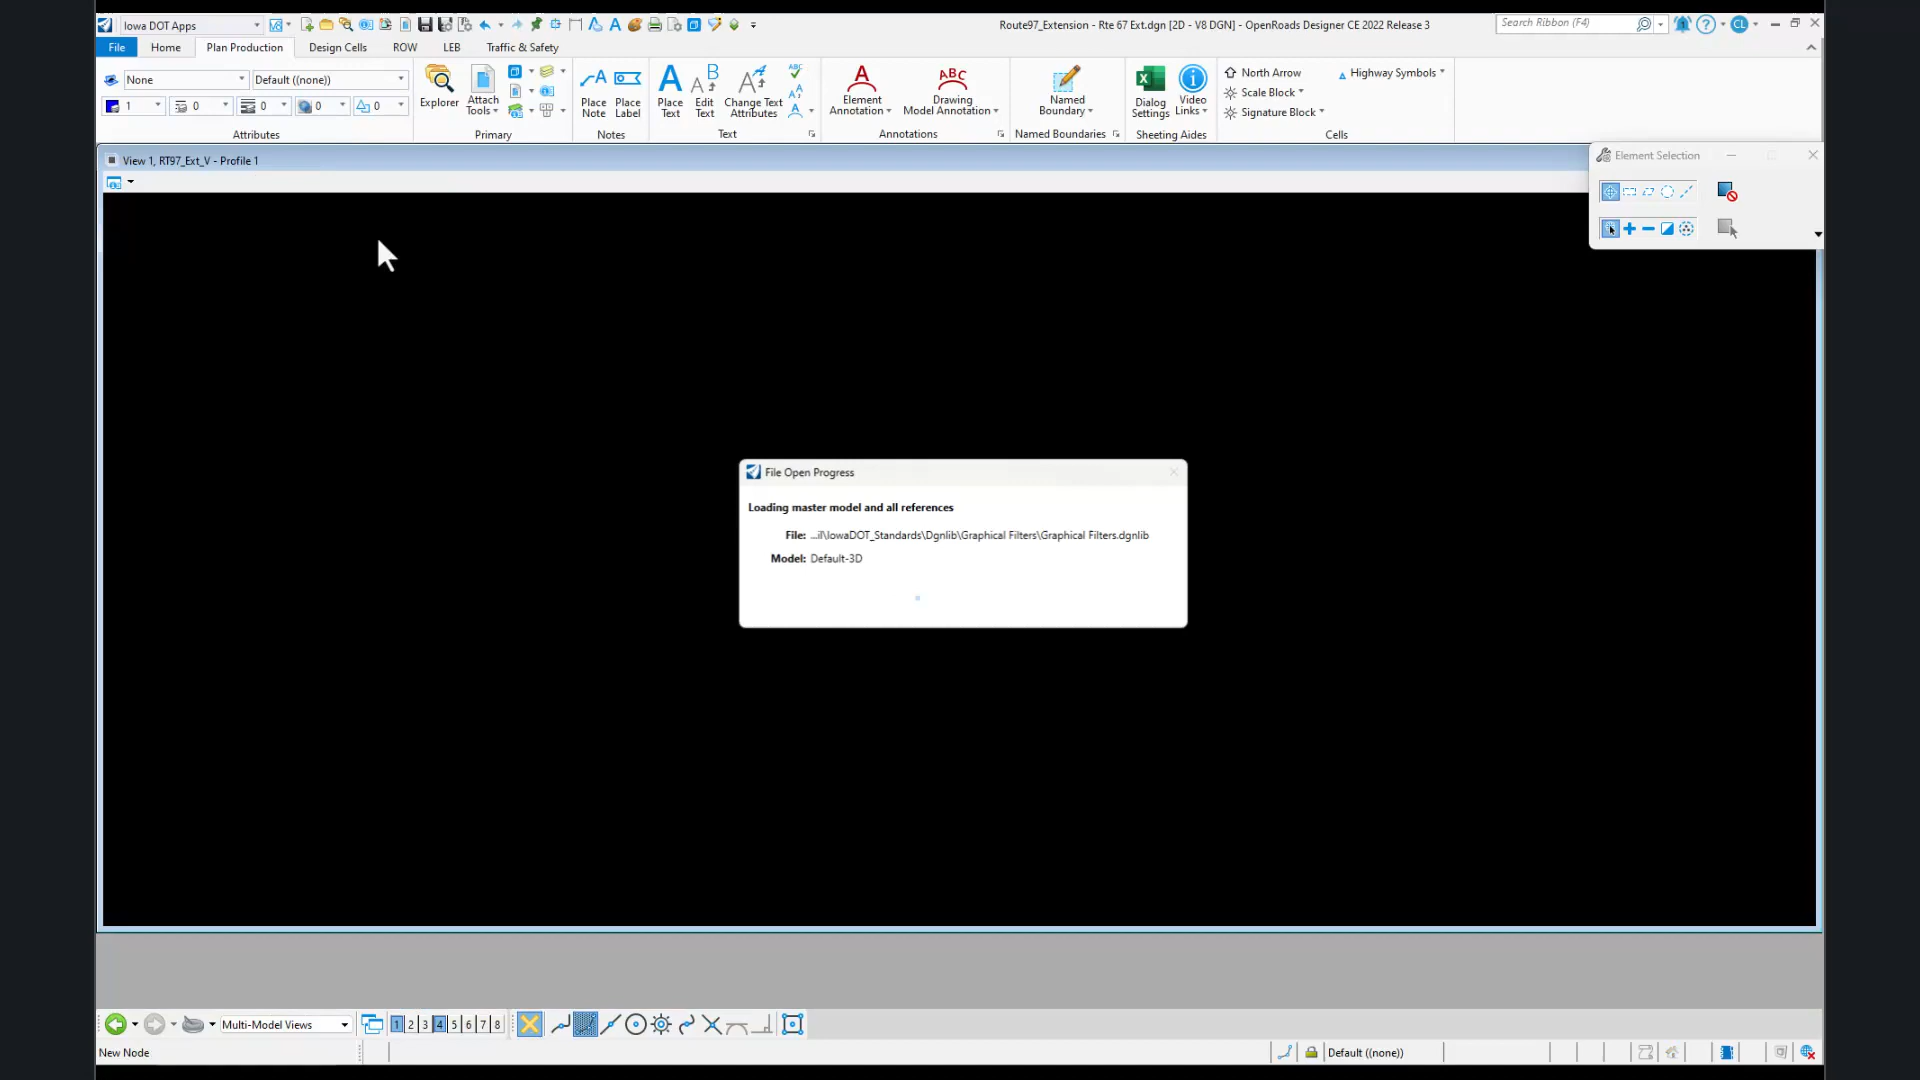 Iowa DOT Apps
Route97_Extension - Rte 67 Ext.dgn [2D - V8 DGN] - OpenRoads Designer CE 2022 Release 3
Search Ribbon (F4)
CL
File Home Plan Production Design Cells ROW LEB Traffic & Safety
None Default ((none))
1 0 0 0 0
Attributes
Explorer
Attach Tools
Primary
Place Note
Place Label
Notes
Place Text
Edit Text
Change Text Attributes
Text
Element Annotation
Drawing Model Annotation
Annotations
Named Boundary
Named Boundaries
Dialog Settings
Video Links
Sheeting Aides
North Arrow
Scale Block
Signature Block
Highway Symbols
Cells
View 1, RT97_Ext_V - Profile 1
Element Selection
File Open Progress
Loading master model and all references
File: ...il\IowaDOT_Standards\Dgnlib\Graphical Filters\Graphical Filters.dgnlib
Model: Default-3D
Multi-Model Views
1 2 3 4 5 6 7 8
New Node
Default ((none))